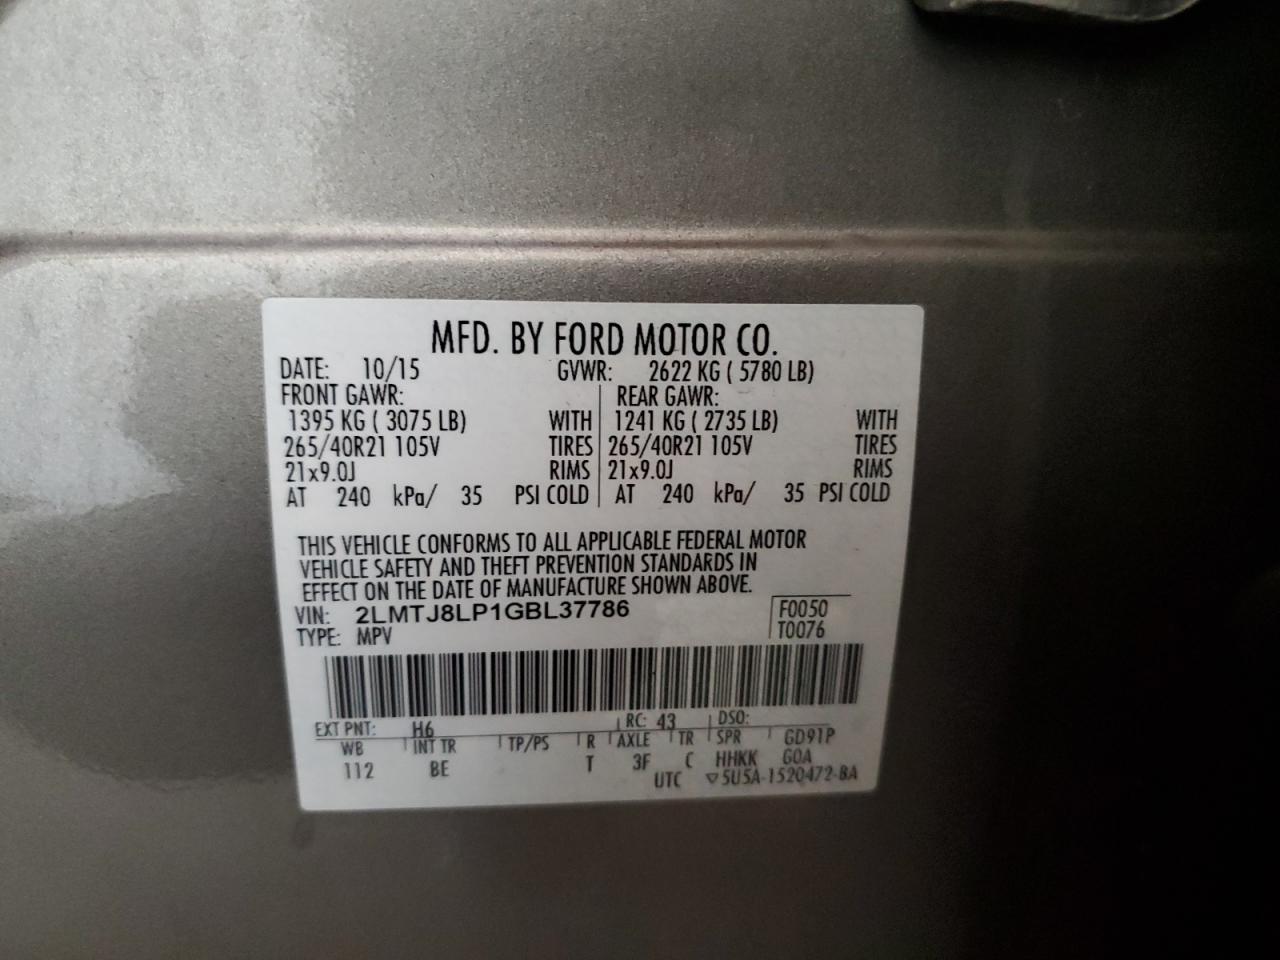 MFD. BY FORD MOTOR CO.
DATE: 10/15 GVWR: 2622 KG ( 5780 LB)
FRONT GAWR: REAR GAWR:
1395 KG ( 3075 LB) WITH 1241 KG ( 2735 LB) WITH
265/40R21 105V TIRES 265/40R21 105V TIRES
21x9.0J RIMS 21x9.0J RIMS
AT 240 kPa/ 35 PSI COLD AT 240 kPa/ 35 PSI COLD
THIS VEHICLE CONFORMS TO ALL APPLICABLE FEDERAL MOTOR
VEHICLE SAFETY AND THEFT PREVENTION STANDARDS IN
EFFECT ON THE DATE OF MANUFACTURE SHOWN ABOVE.
VIN: 2LMTJ8LP1GBL37786 F0050
TYPE: MPV T0076
EXT PNT: H6 RC: 43 DSO:
WB INT TR TP/PS R AXLE TR SPR GD91P
112 BE T 3F C HHKK GOA
UTC ▽5U5A-1520472-BA